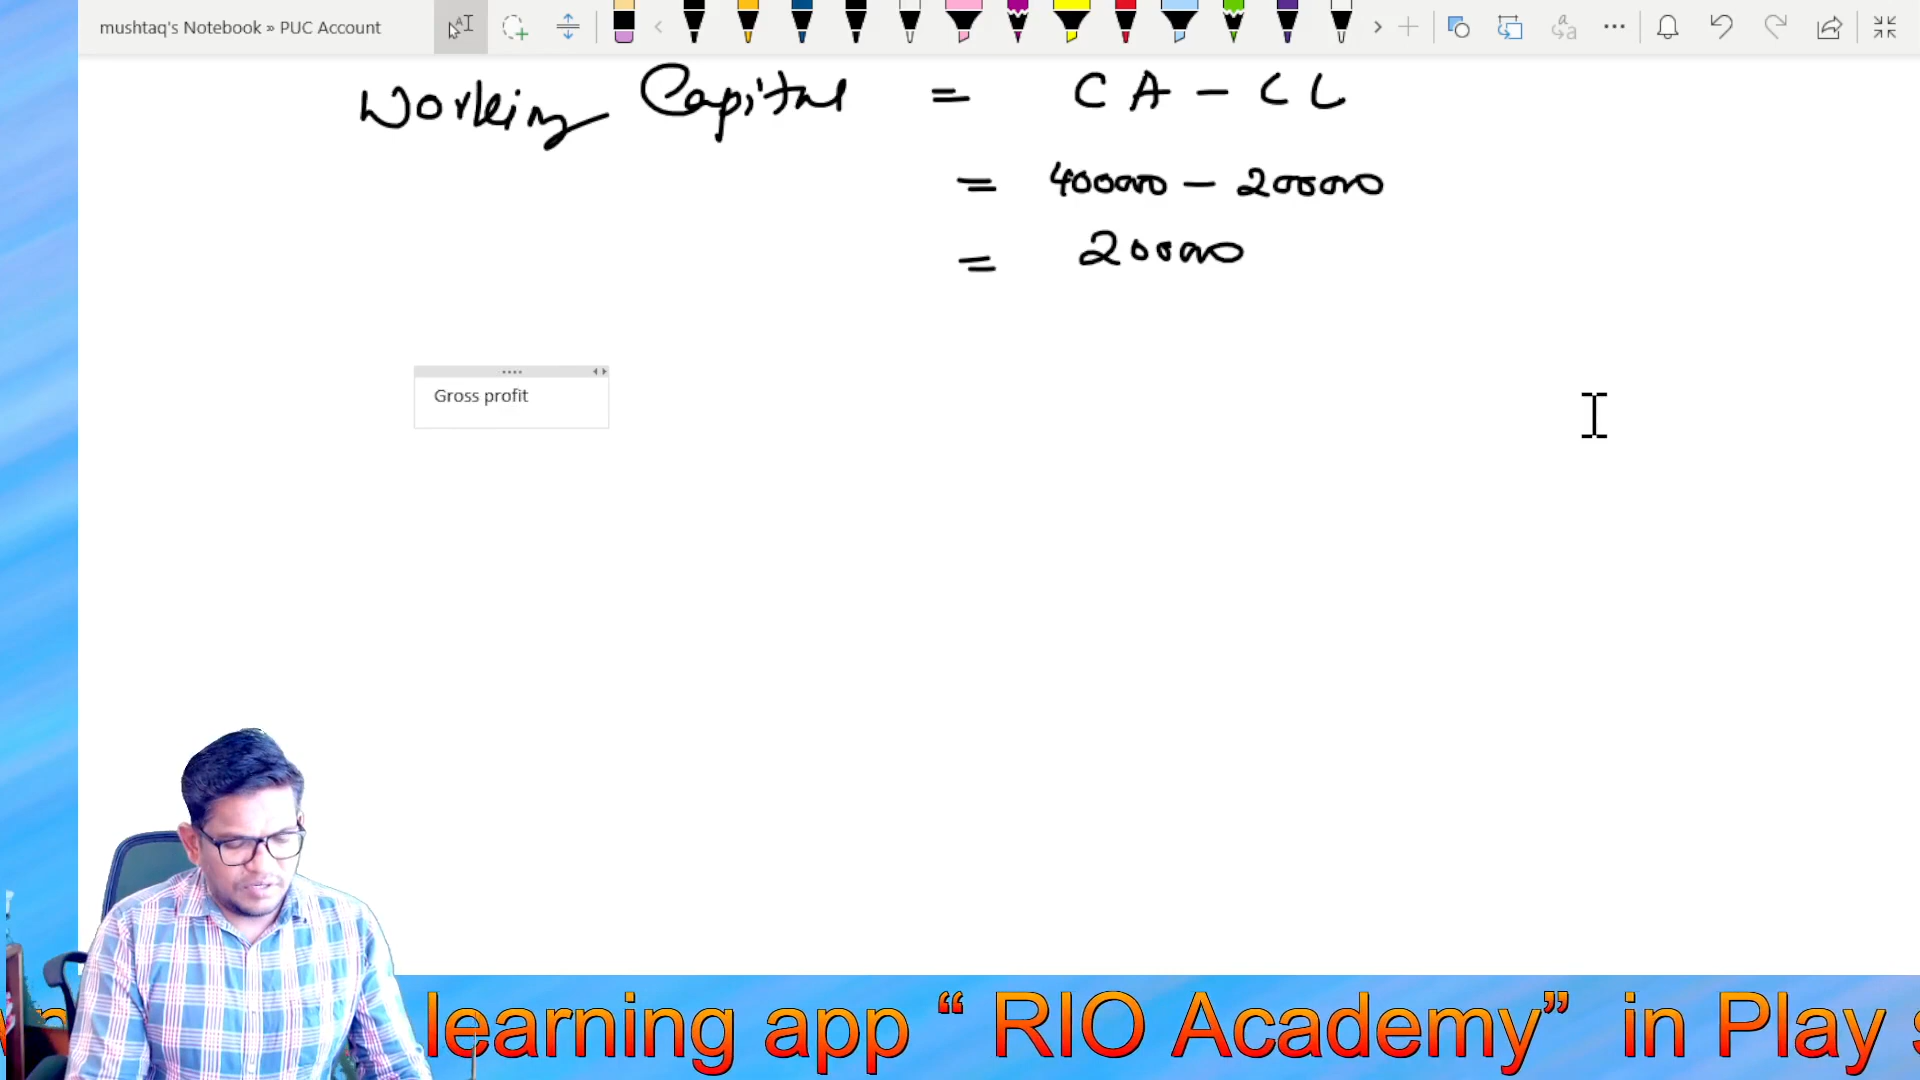 mushtaq's Notebook » PUC Account
Working Capital = CA - CL
= 400000 - 200000
= 200000
Gross profit
learning app “ RIO Academy” in Play